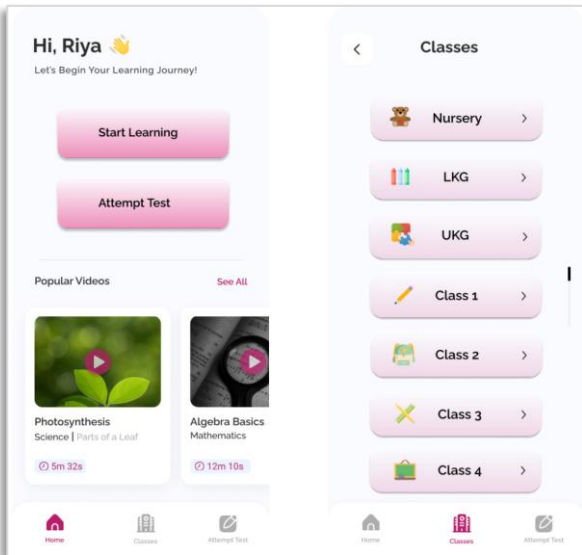 Hi, Riya 👋
Let's Begin Your Learning Journey!
Start Learning
Attempt Test
Popular Videos See All
Photosynthesis
Science | Parts of a Leaf
5m 32s
Algebra Basics
Mathematics
12m 10s
Home Classes Attempt Test
Classes
Nursery
LKG
UKG
Class 1
Class 2
Class 3
Class 4
Home Classes Attempt Test